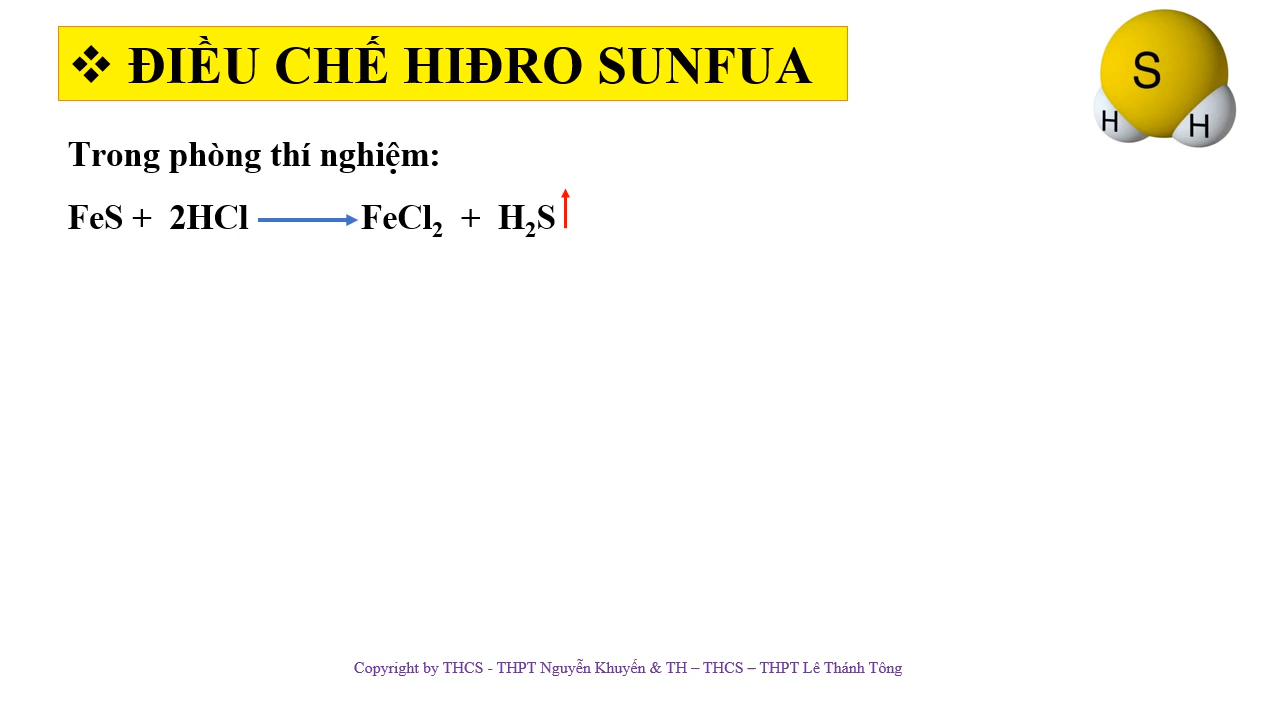 ❖ ĐIỀU CHẾ HIĐRO SUNFUA
S
H
H
Trong phòng thí nghiệm:
FeS + 2HCl ⟶ FeCl₂ + H₂S ↑
Copyright by THCS - THPT Nguyễn Khuyến & TH – THCS – THPT Lê Thánh Tông